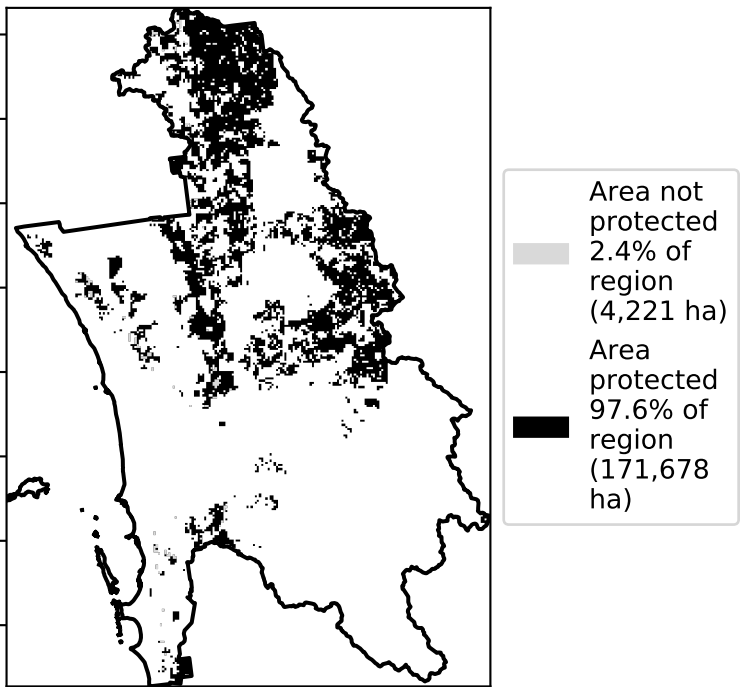 Area not
protected
2.4% of
region
(4,221 ha)
Area
protected
97.6% of
region
(171,678
ha)